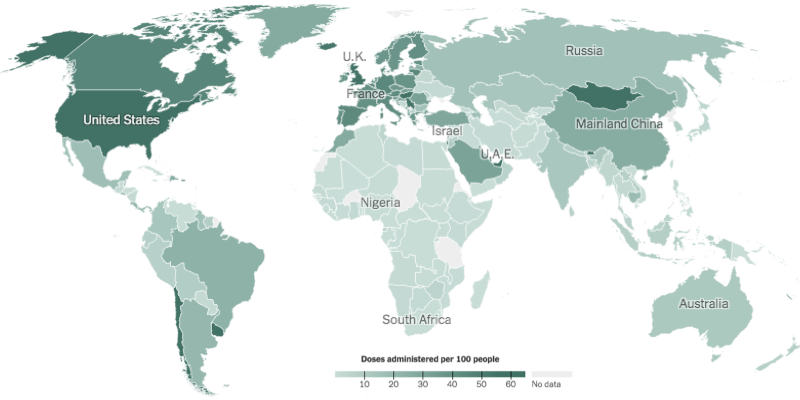 Russia
U.K.
France
United States
Mainland China
Israel
U.A.E.
Nigeria
Australia
South Africa
Doses administered per 100 people
10 20 30 40 50 60 No data